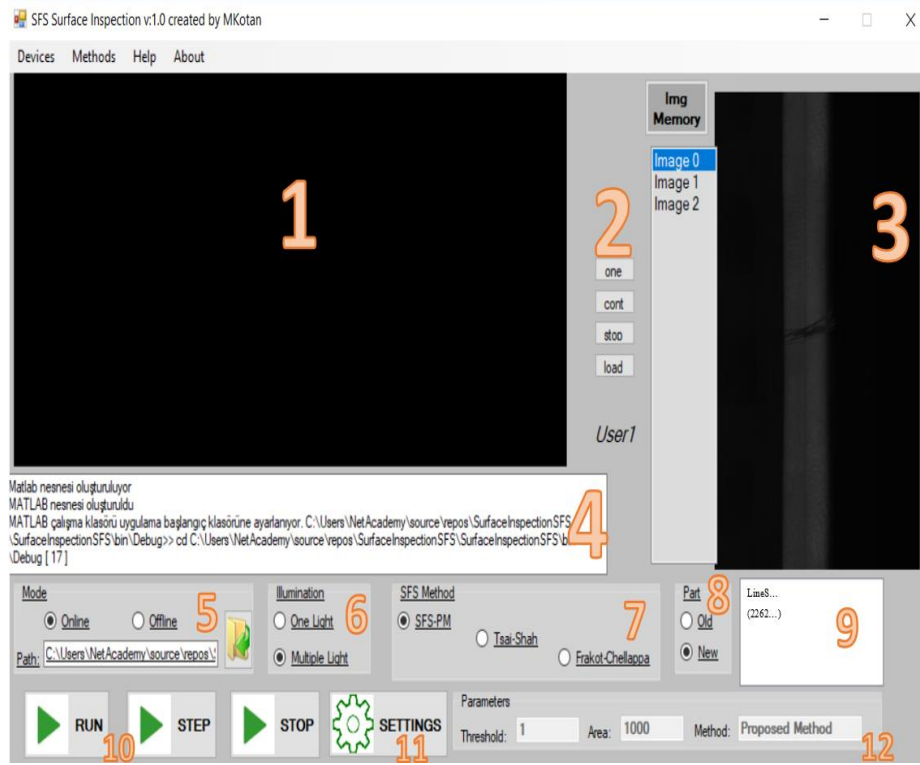 SFS Surface Inspection v:1.0 created by MKotan
Devices Methods Help About
1
2
3
Img
Memory
Image 0
Image 1
Image 2
one
cont
stop
load
User1
Matlab nesnesi oluşturuluyor
MATLAB nesnesi oluşturuldu
MATLAB çalışma klasörü uygulama başlangıç klasörüne ayarlanıyor. C:\Users\NetAcademy\source\repos\SurfaceInspectionSFS
\SurfaceInspectionSFS\bin\Debug>> cd C:\Users\NetAcademy\source\repos\SurfaceInspectionSFS\SurfaceInspectionSFS\b
\Debug [ 17 ]
4
Mode
Online Offline
5
Path: C:\Users\NetAcademy\source\repos\S
Illumination
One Light
Multiple Light
6
SFS Method
SFS-PM
Tsai-Shah
Frakot-Chellappa
7
Part
Old
New
8
Line8...
(2262...)
9
RUN STEP STOP SETTINGS
10
11
Parameters
Threshold: 1 Area: 1000 Method: Proposed Method
12